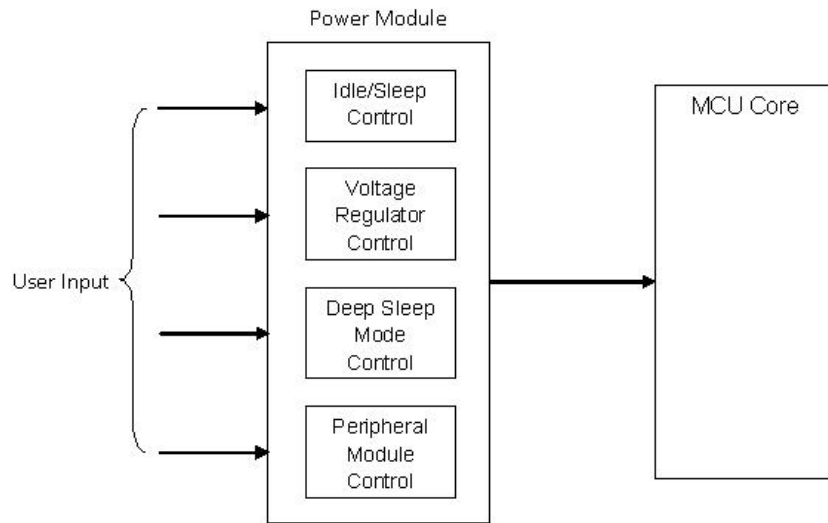 Power Module
Idle/Sleep
Control
Voltage
Regulator
Control
Deep Sleep
Mode
Control
Peripheral
Module
Control
User Input
MCU Core